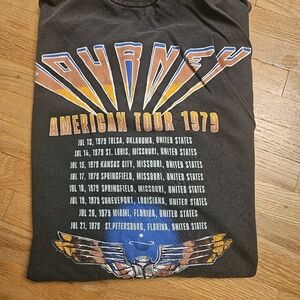 JOURNEY
AMERICAN TOUR 1979
JUL 13, 1979 TULSA, OKLAHOMA, UNITED STATES
JUL 14, 1979 ST. LOUIS, MISSOURI, UNITED STATES
JUL 15, 1979 KANSAS CITY, MISSOURI, UNITED STATES
JUL 17, 1979 SPRINGFIELD, MISSOURI, UNITED STATES
JUL 18, 1979 SPRINGFIELD, MISSOURI, UNITED STATES
JUL 19, 1979 SHREVEPORT, LOUISIANA, UNITED STATES
JUL 20, 1979 MIAMI, FLORIDA, UNITED STATES
JUL 21, 1979 ST.PETERSBURG, FLORIDA, UNITED STATES